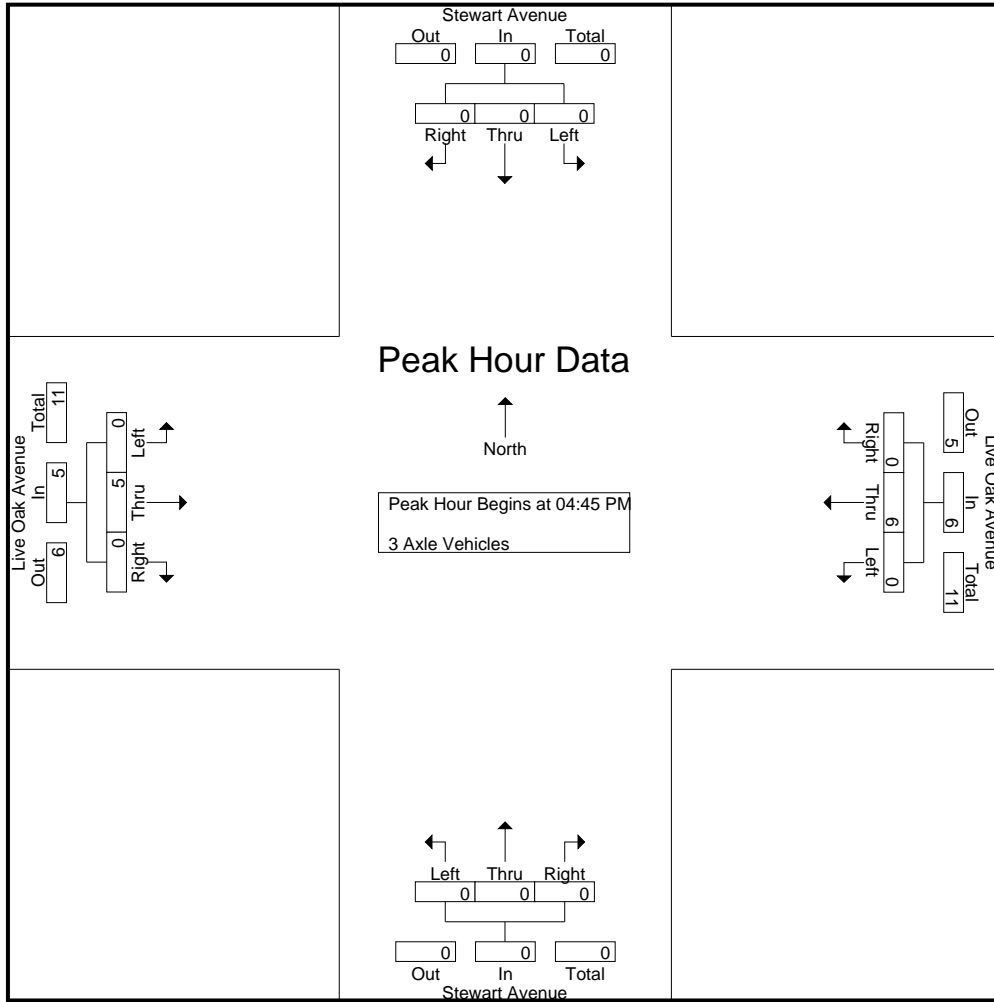 Stewart Avenue
Out In Total
0 0 0
0 0 0
Right Thru Left
Peak Hour Data
North
Peak Hour Begins at 04:45 PM
3 Axle Vehicles
Live Oak Avenue
Out In Total
6 5 11
0 5 0
Left Thru Right
Live Oak Avenue
Out In Total
5 6 11
0 6 0
Right Thru Left
Left Thru Right
0 0 0
0 0 0
Out In Total
Stewart Avenue